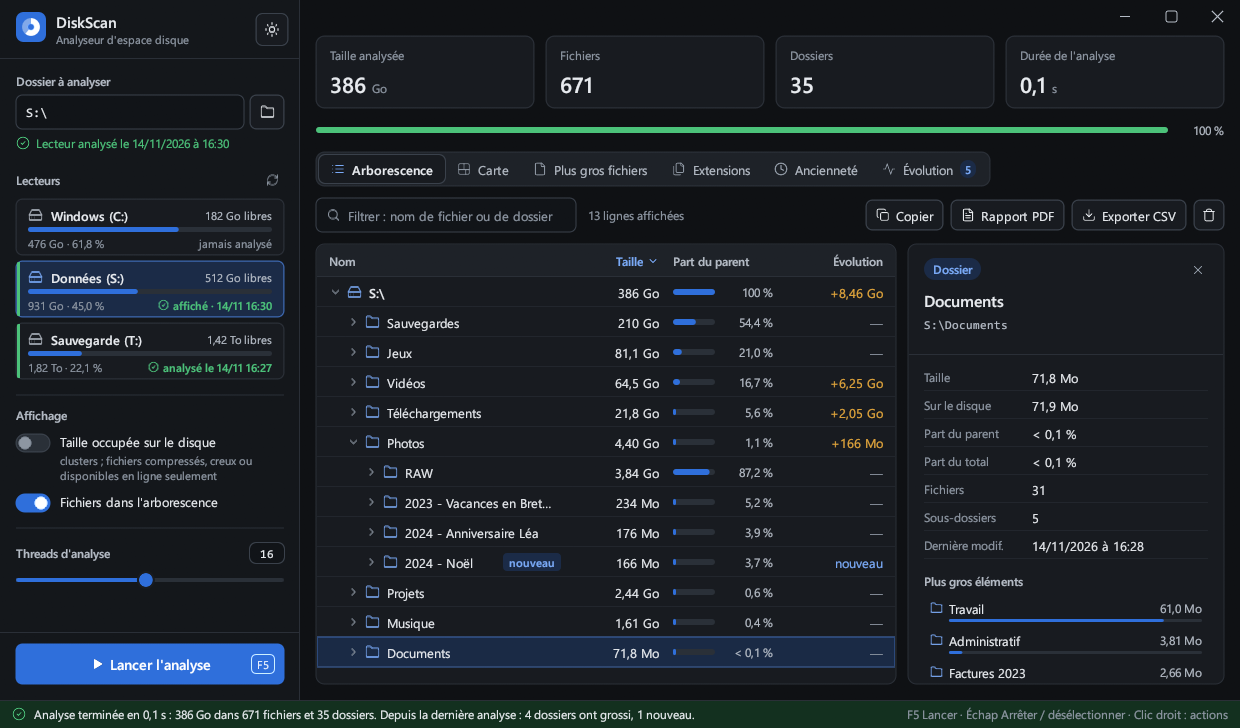 DiskScan
Analyseur d'espace disque
Dossier à analyser
S:\
Lecteur analysé le 14/11/2026 à 16:30
Lecteurs
Windows (C:) 182 Go libres
476 Go · 61,8 % jamais analysé
Données (S:) 512 Go libres
931 Go · 45,0 % affiché · 14/11 16:30
Sauvegarde (T:) 1,42 To libres
1,82 To · 22,1 % analysé le 14/11 16:27
Affichage
Taille occupée sur le disque
clusters ; fichiers compressés, creux ou
disponibles en ligne seulement
Fichiers dans l'arborescence
Threads d'analyse 16
Lancer l'analyse F5
Taille analysée
386 Go
Fichiers
671
Dossiers
35
Durée de l'analyse
0,1 s
100 %
Arborescence Carte Plus gros fichiers Extensions Ancienneté Évolution 5
Filtrer : nom de fichier ou de dossier 13 lignes affichées Copier Rapport PDF Exporter CSV
Nom Taille Part du parent Évolution
S:\ 386 Go 100 % +8,46 Go
Sauvegardes 210 Go 54,4 % —
Jeux 81,1 Go 21,0 % —
Vidéos 64,5 Go 16,7 % +6,25 Go
Téléchargements 21,8 Go 5,6 % +2,05 Go
Photos 4,40 Go 1,1 % +166 Mo
RAW 3,84 Go 87,2 % —
2023 - Vacances en Bret... 234 Mo 5,2 % —
2024 - Anniversaire Léa 176 Mo 3,9 % —
2024 - Noël nouveau 166 Mo 3,7 % nouveau
Projets 2,44 Go 0,6 % —
Musique 1,61 Go 0,4 % —
Documents 71,8 Mo < 0,1 % —
Dossier
Documents
S:\Documents
Taille 71,8 Mo
Sur le disque 71,9 Mo
Part du parent < 0,1 %
Part du total < 0,1 %
Fichiers 31
Sous-dossiers 5
Dernière modif. 14/11/2026 à 16:28
Plus gros éléments
Travail 61,0 Mo
Administratif 3,81 Mo
Factures 2023 2,66 Mo
Analyse terminée en 0,1 s : 386 Go dans 671 fichiers et 35 dossiers. Depuis la dernière analyse : 4 dossiers ont grossi, 1 nouveau.
F5 Lancer · Échap Arrêter / désélectionner · Clic droit : actions